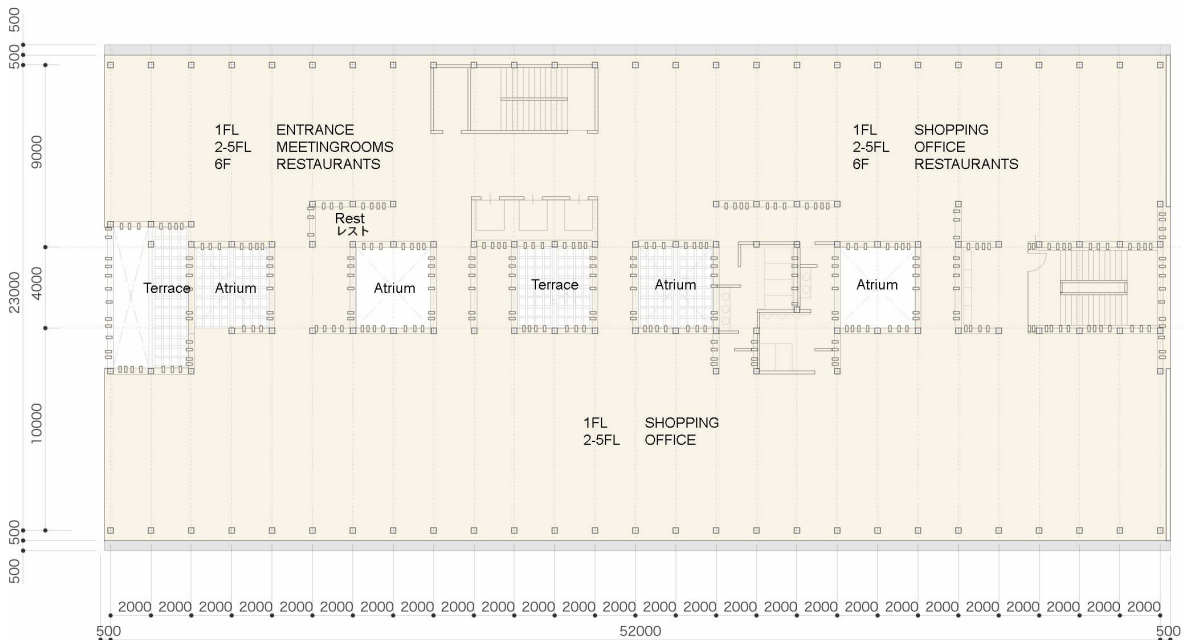 500
500
1FL ENTRANCE
2-5FL MEETINGROOMS
6F RESTAURANTS
1FL SHOPPING
2-5FL OFFICE
6F RESTAURANTS
9000
Rest
レスト
Terrace
Atrium
Atrium
Terrace
Atrium
Atrium
23000
4000
1FL SHOPPING
2-5FL OFFICE
10000
500
500
2000 2000 2000 2000 2000 2000 2000 2000 2000 2000 2000 2000 2000 2000 2000 2000 2000 2000 2000 2000 2000 2000 2000 2000 2000 2000
500 52000 500